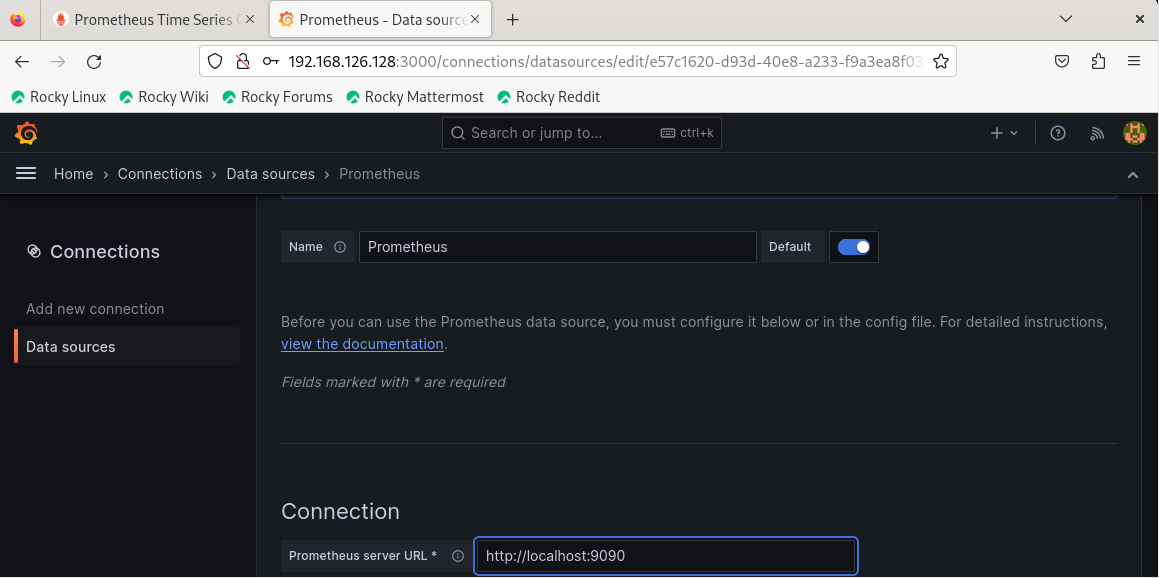 Prometheus Time Series
Prometheus - Data source
192.168.126.128:3000/connections/datasources/edit/e57c1620-d93d-40e8-a233-f9a3ea8f03
Rocky Linux Rocky Wiki Rocky Forums Rocky Mattermost Rocky Reddit
Search or jump to... ctrl+k
Home › Connections › Data sources › Prometheus
Connections
Add new connection
Data sources
Name Prometheus Default
Before you can use the Prometheus data source, you must configure it below or in the config file. For detailed instructions,
view the documentation.
Fields marked with * are required
Connection
Prometheus server URL * http://localhost:9090